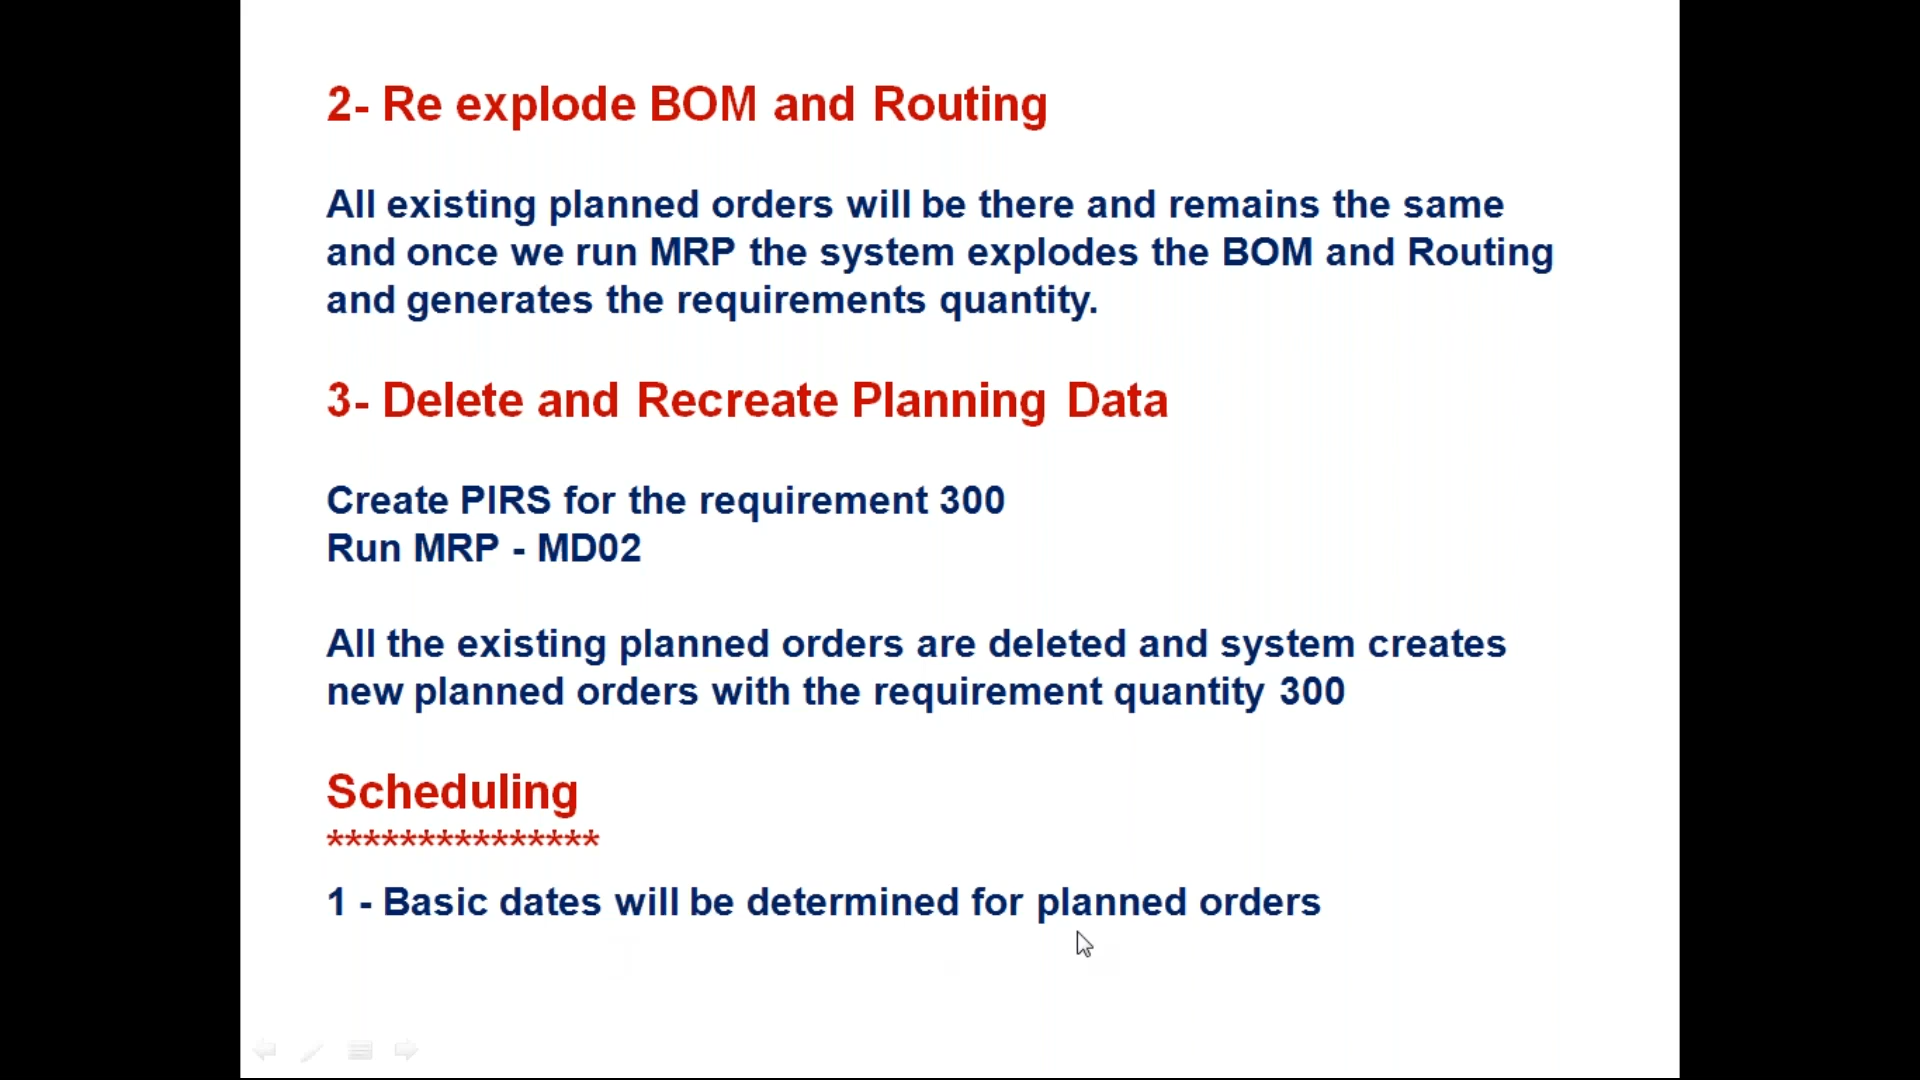 2- Re explode BOM and Routing
All existing planned orders will be there and remains the same
and once we run MRP the system explodes the BOM and Routing
and generates the requirements quantity.
3- Delete and Recreate Planning Data
Create PIRS for the requirement 300
Run MRP - MD02
All the existing planned orders are deleted and system creates
new planned orders with the requirement quantity 300
Scheduling
***************
1 - Basic dates will be determined for planned orders